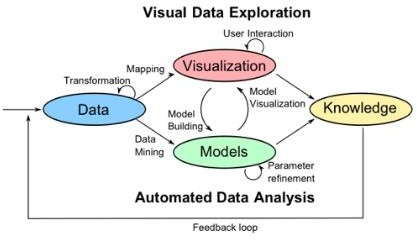 Visual Data Exploration
User Interaction
Mapping
Visualization
Transformation
Model
Visualization
Data
Model
Building
Knowledge
Data
Mining
Models
Parameter
refinement
Automated Data Analysis
Feedback loop